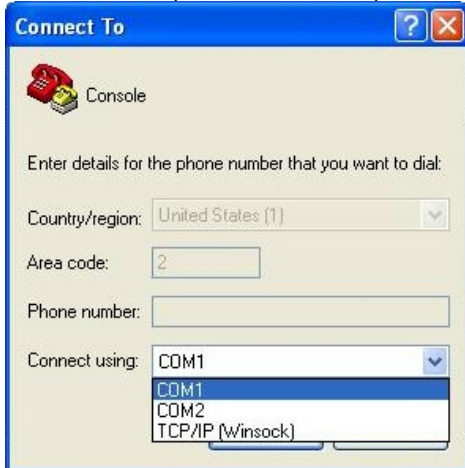 Connect To
Console
Enter details for the phone number that you want to dial:
Country/region: United States (1)
Area code: 2
Phone number:
Connect using: COM1
COM1
COM2
TCP/IP (Winsock)